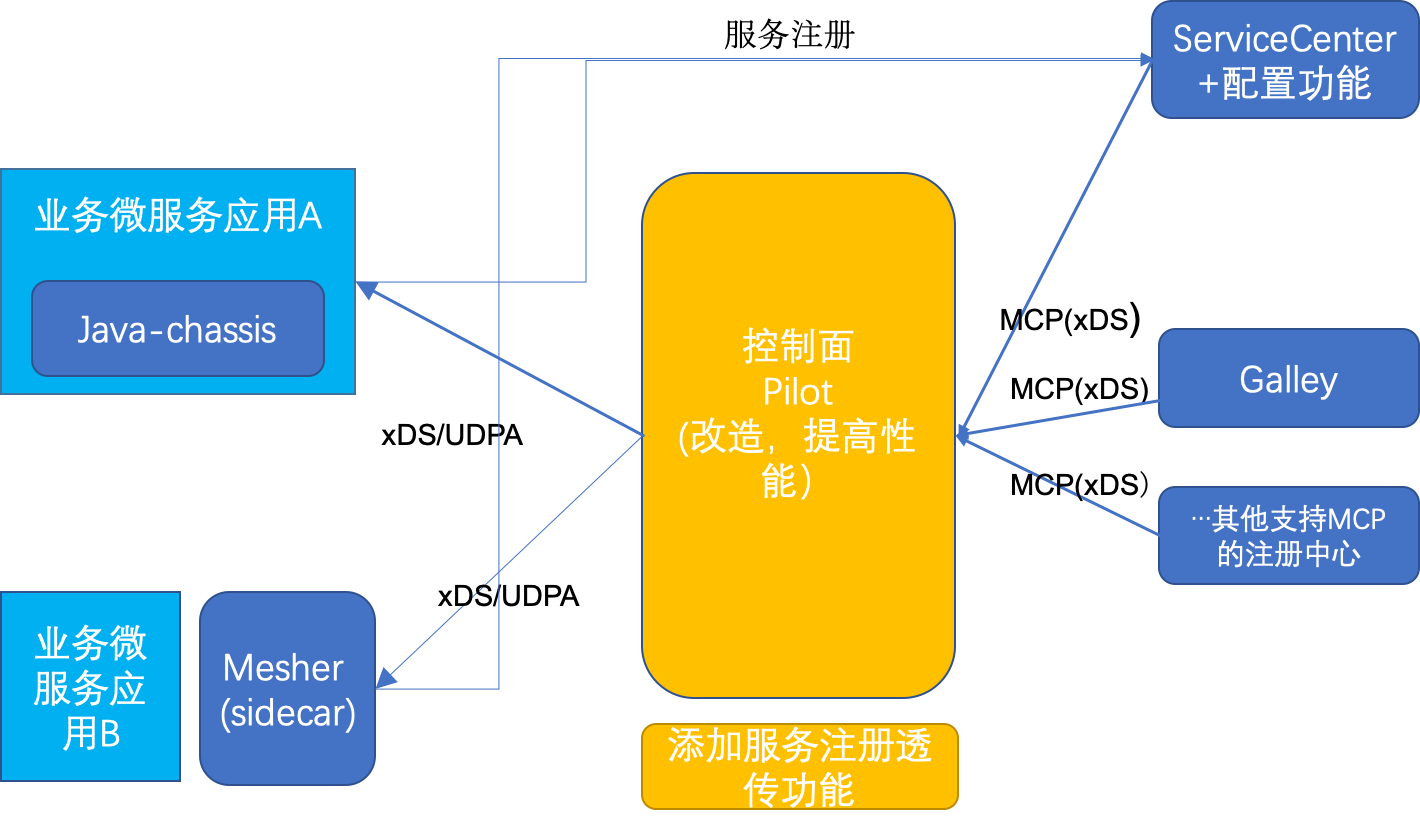 服务注册
ServiceCenter
+配置功能
业务微服务应用A
Java-chassis
控制面
Pilot
(改造，提高性
能）
MCP(xDS)
Galley
MCP(xDS)
xDS/UDPA
MCP(xDS）
…其他支持MCP
的注册中心
xDS/UDPA
业务微
服务应
用B
Mesher
(sidecar)
添加服务注册透
传功能